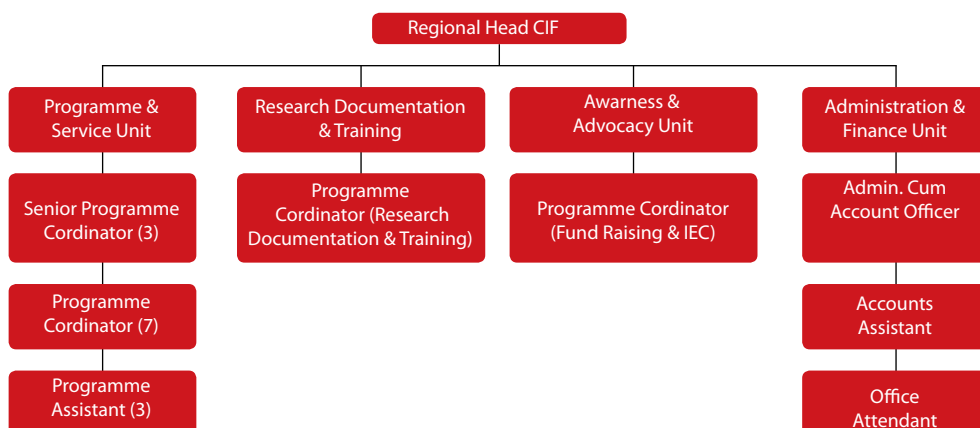 Regional Head CIF
Programme &
Service Unit
Research Documentation
& Training
Awarness &
Advocacy Unit
Administration &
Finance Unit
Senior Programme
Cordinator (3)
Programme
Cordinator (Research
Documentation & Training)
Programme Cordinator
(Fund Raising & IEC)
Admin. Cum
Account Officer
Programme
Cordinator (7)
Accounts
Assistant
Programme
Assistant (3)
Office
Attendant